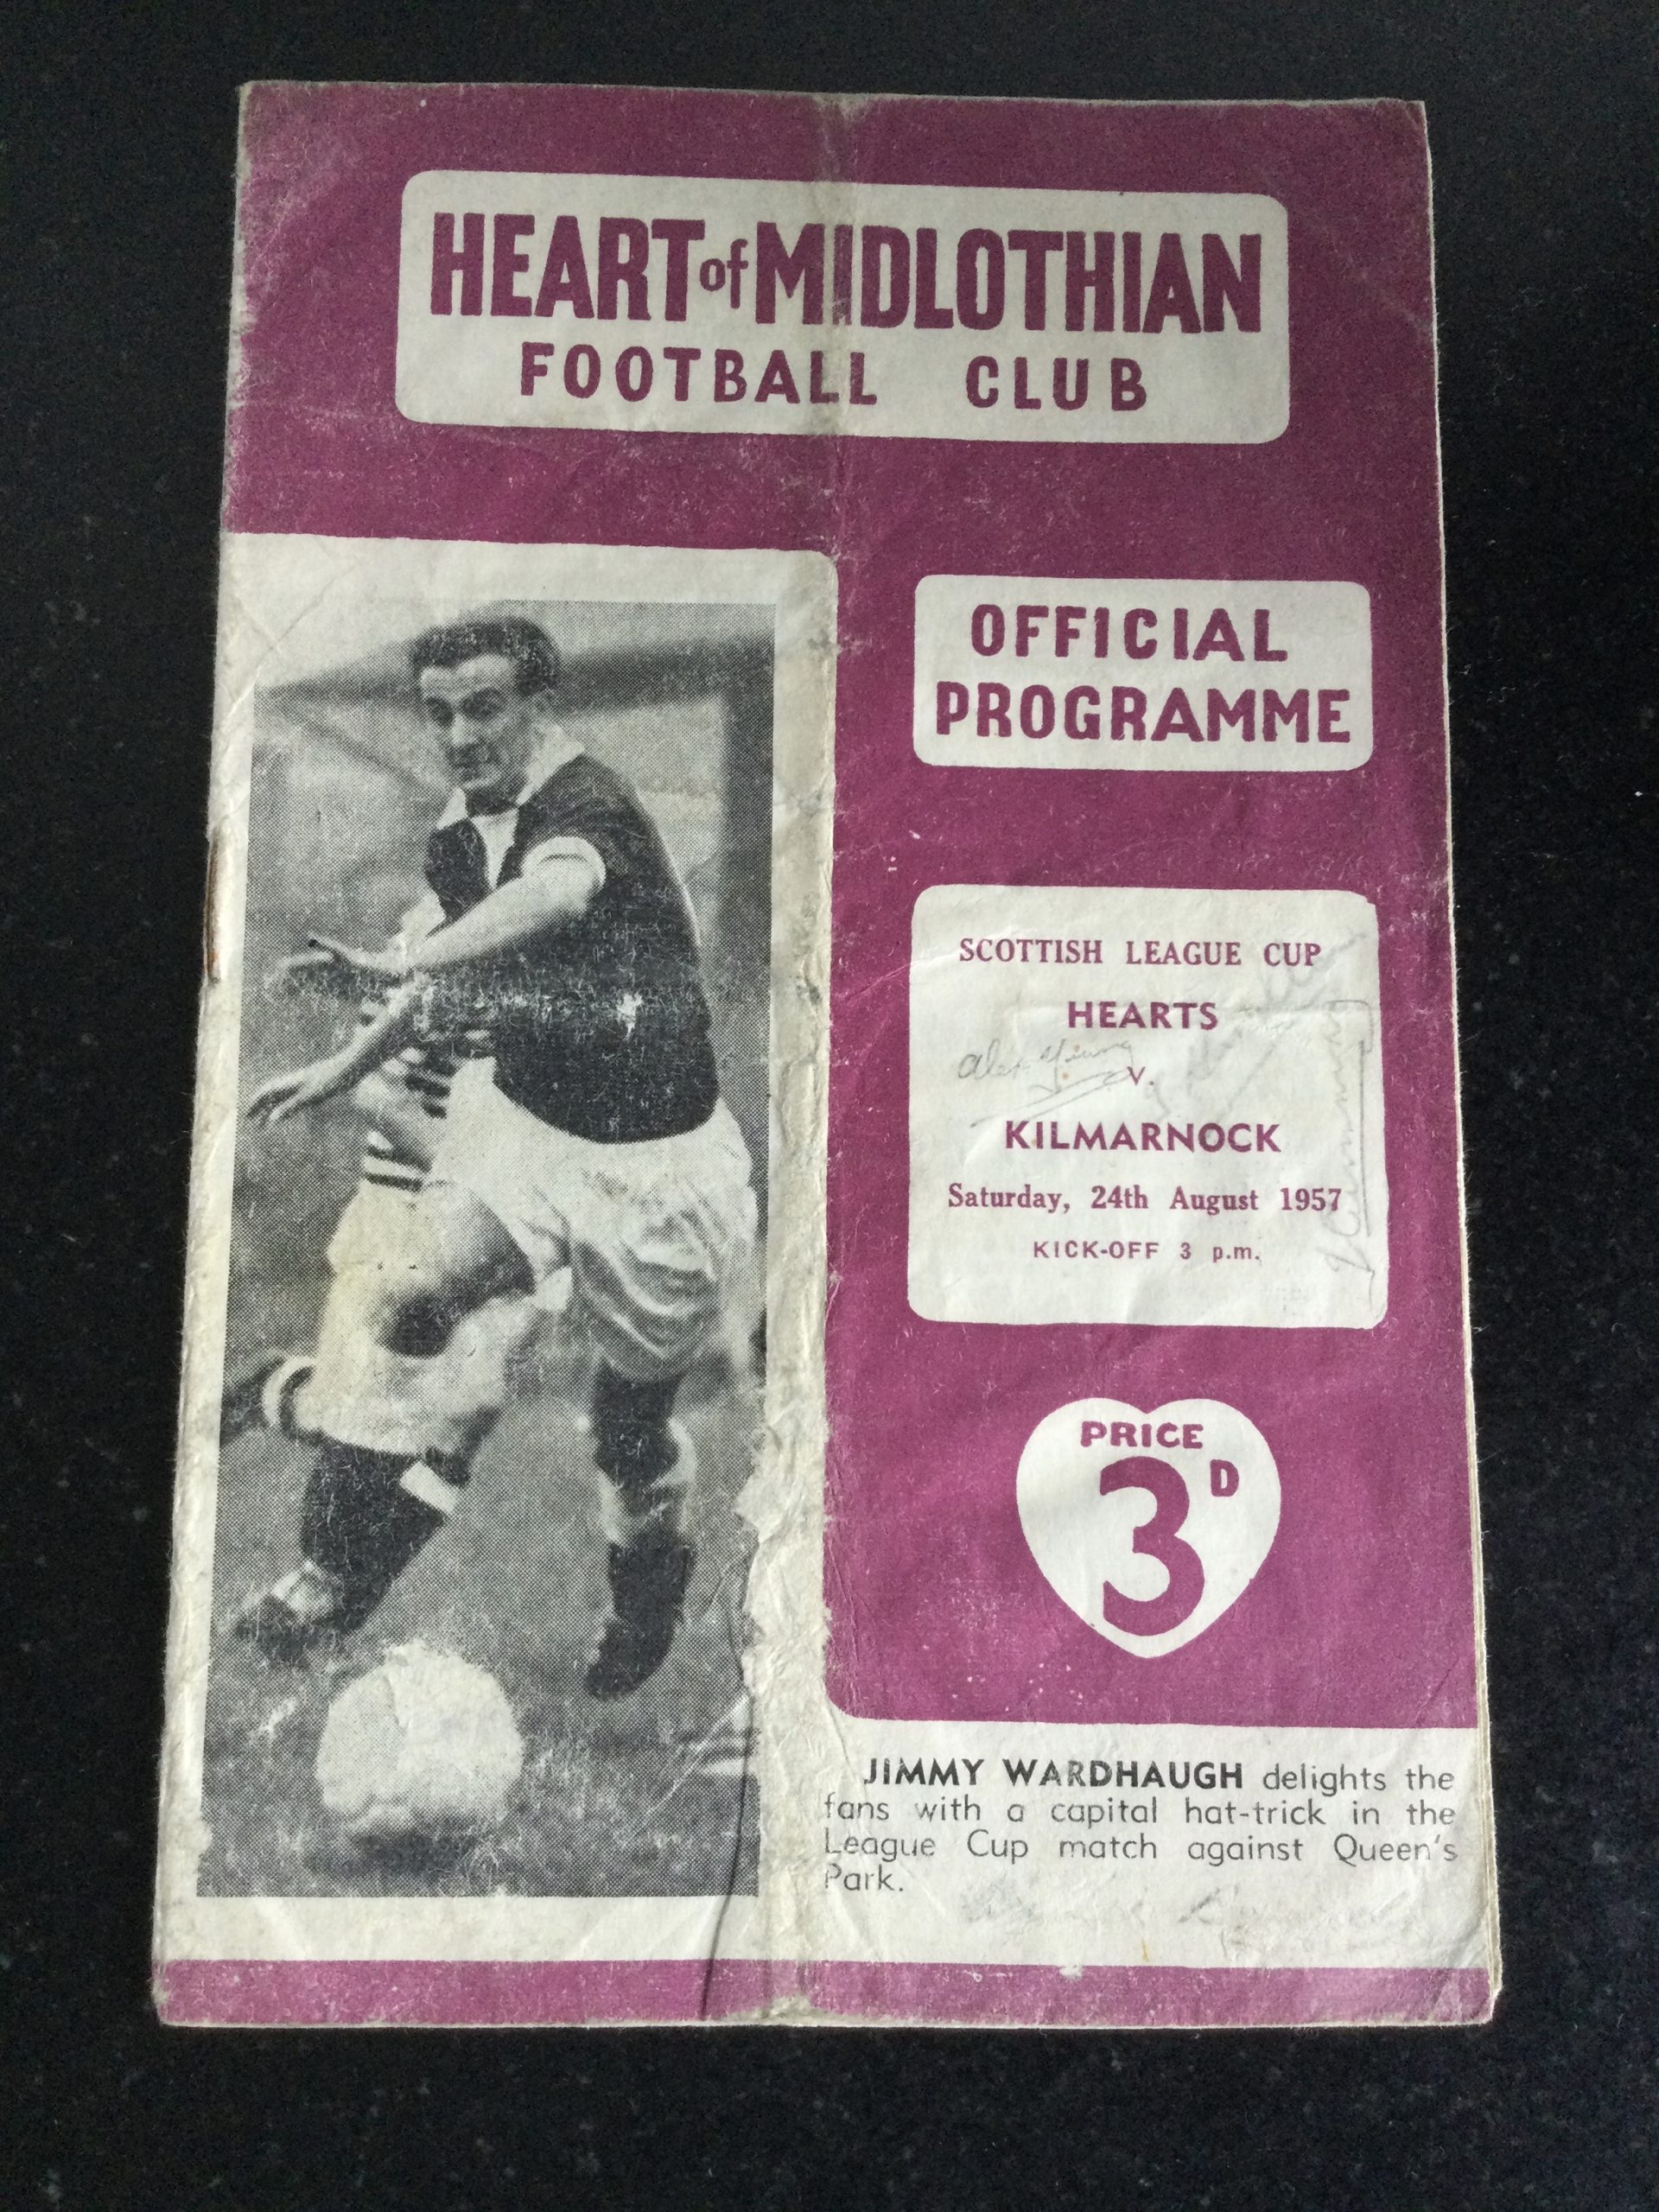 HEART of MIDLOTHIAN
FOOTBALL CLUB
OFFICIAL
PROGRAMME
SCOTTISH LEAGUE CUP
HEARTS
Alex Young
v.
KILMARNOCK
Saturday, 24th August 1957
KICK-OFF 3 p.m.
PRICE
3D
JIMMY WARDHAUGH delights the
fans with a capital hat-trick in the
League Cup match against Queen's
Park.